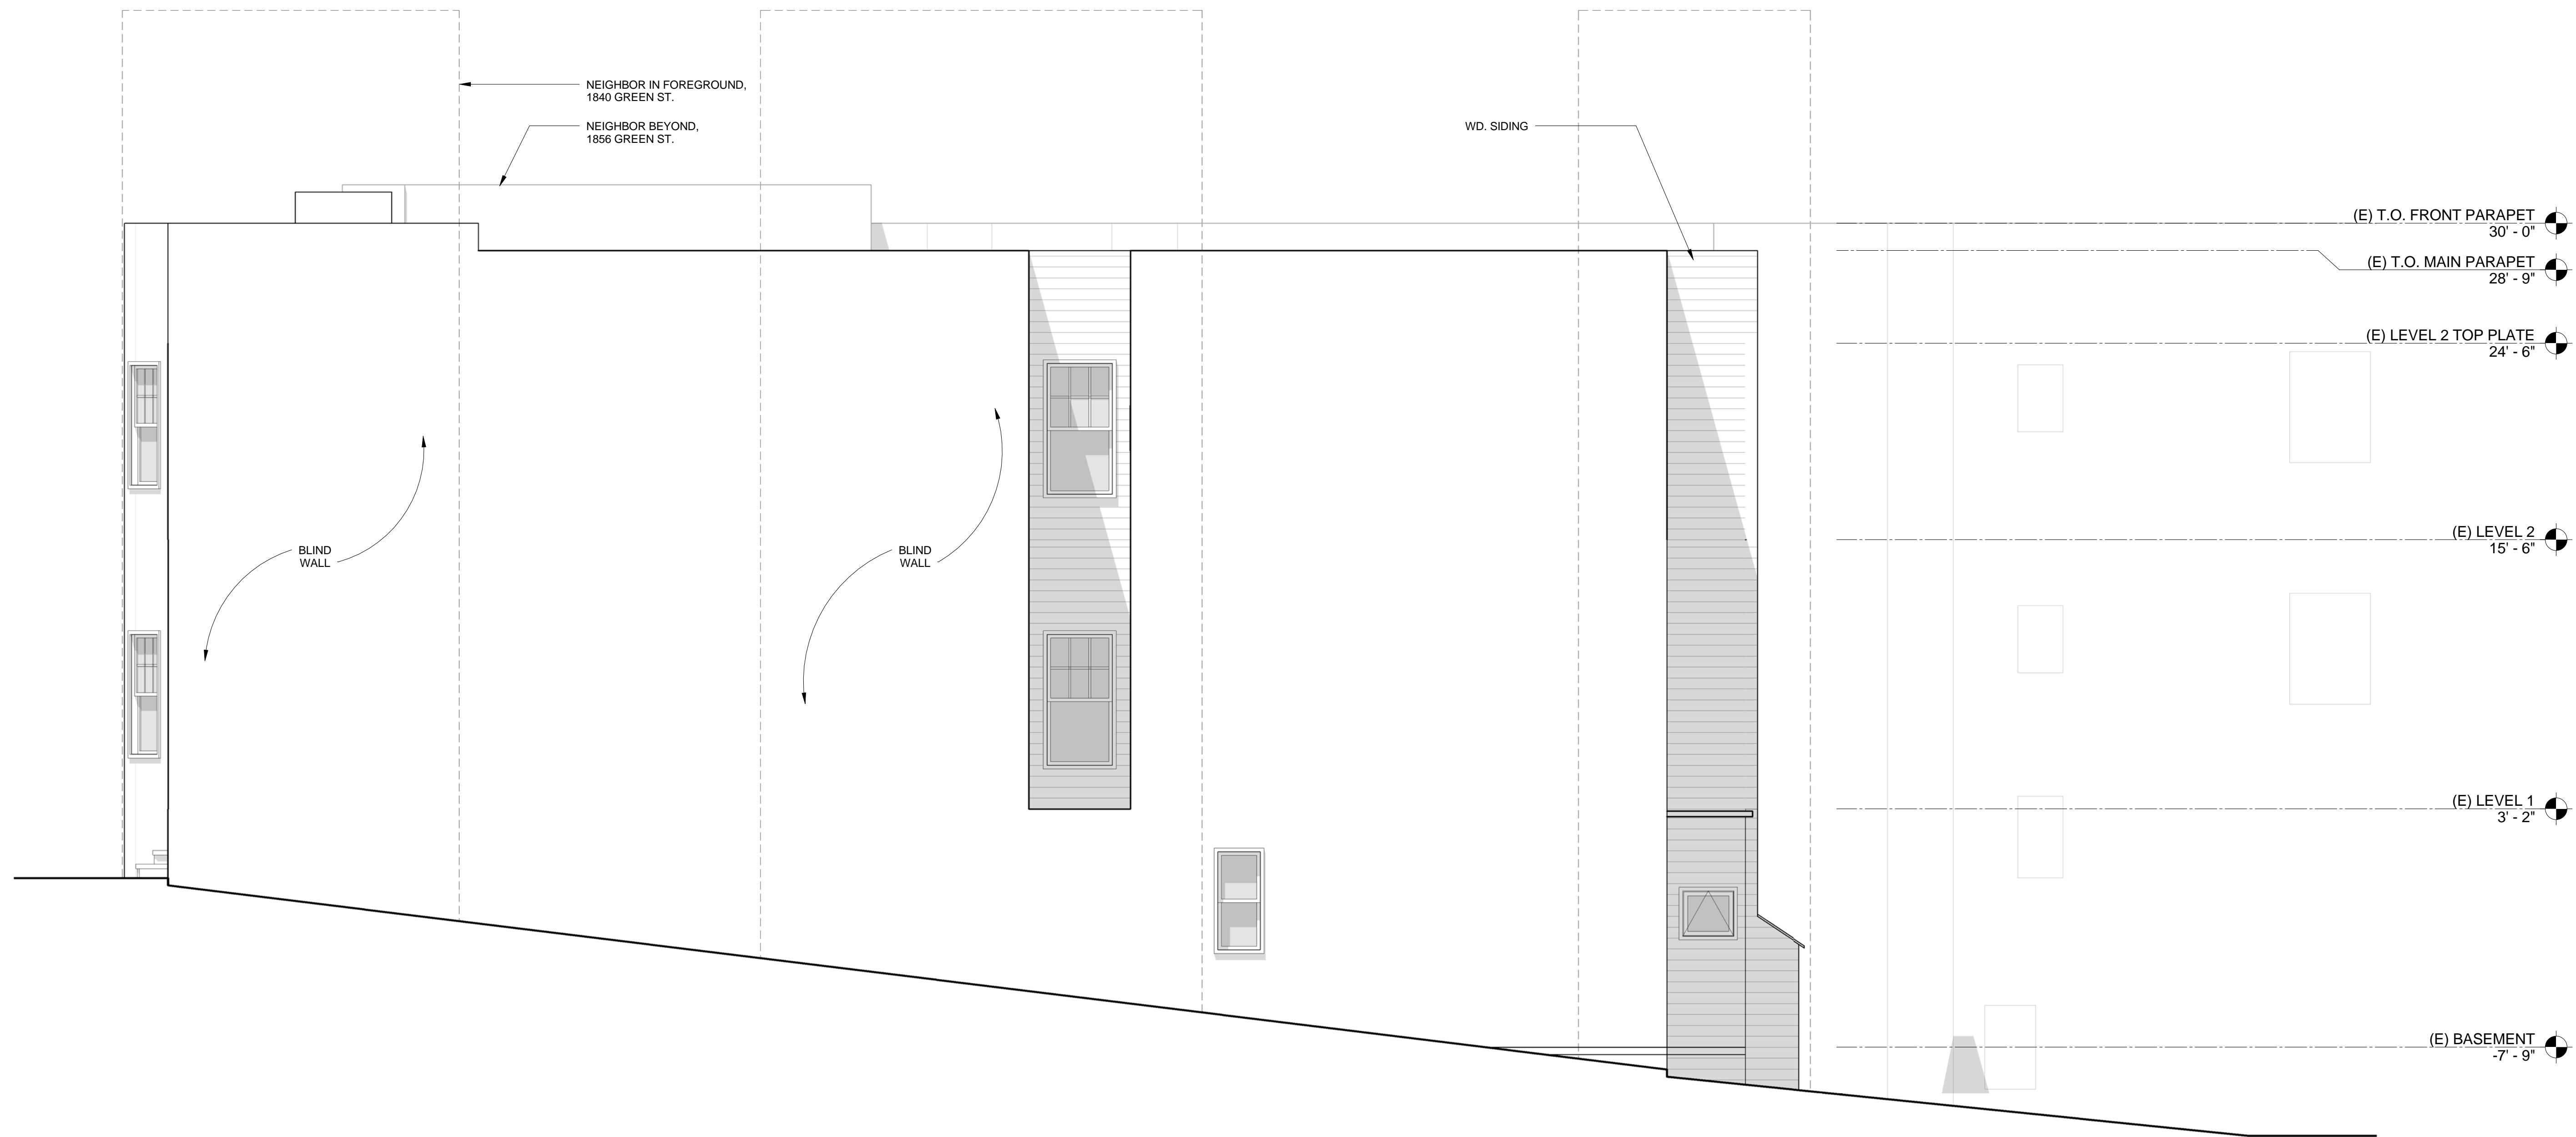 NEIGHBOR IN FOREGROUND,
1840 GREEN ST.
NEIGHBOR BEYOND,
1856 GREEN ST.
WD. SIDING
(E) T.O. FRONT PARAPET
30' - 0"
(E) T.O. MAIN PARAPET
28' - 9"
(E) LEVEL 2 TOP PLATE
24' - 6"
BLIND
WALL
BLIND
WALL
(E) LEVEL 2
15' - 6"
(E) LEVEL 1
3' - 2"
(E) BASEMENT
-7' - 9"